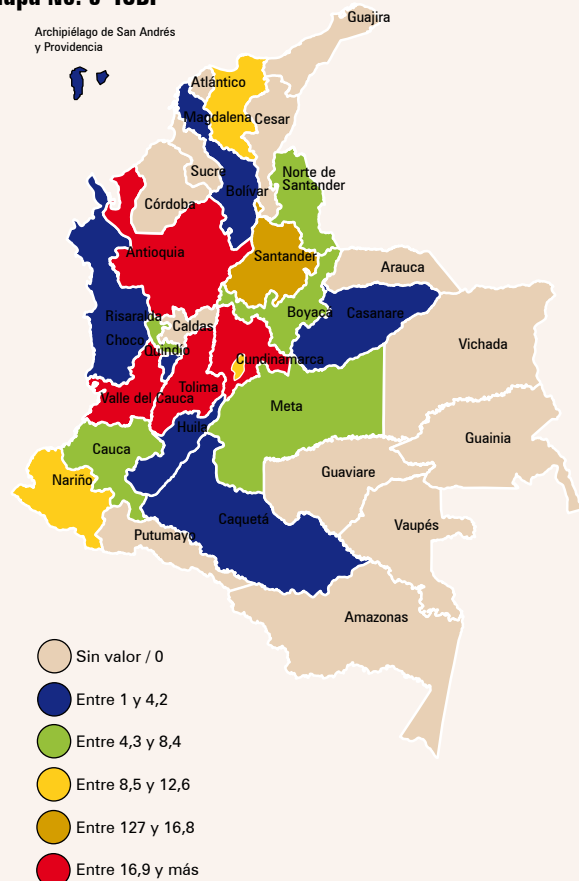 Archipiélago de San Andrés
y Providencia
Guajira
Atlántico
Magdalena
Cesar
Sucre
Norte de
Santander
Bolívar
Córdoba
Antioquia
Santander
Arauca
Risaralda
Boyacá
Casanare
Caldas
Choco
Vichada
Quindío
Cundinamarca
Tolima
Valle del Cauca
Meta
Huila
Guainia
Cauca
Guaviare
Nariño
Caquetá
Vaupés
Putumayo
Amazonas
Sin valor / 0
Entre 1 y 4,2
Entre 4,3 y 8,4
Entre 8,5 y 12,6
Entre 127 y 16,8
Entre 16,9 y más